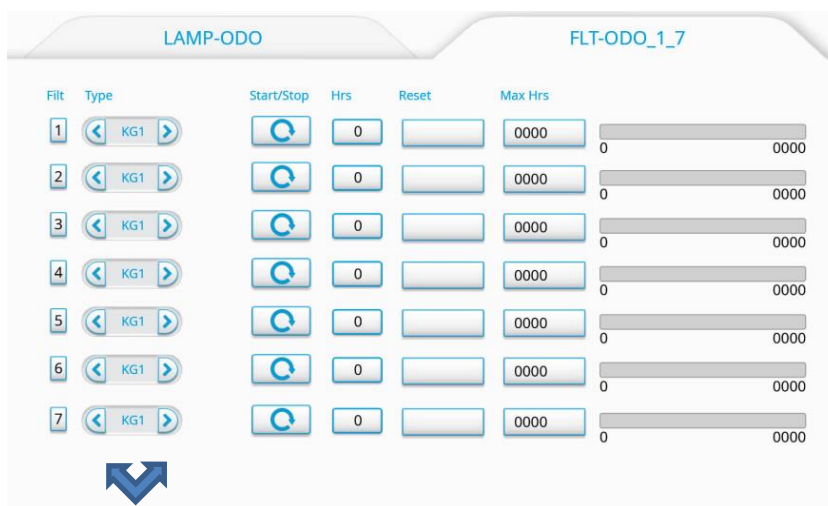 LAMP-ODO FLT-ODO_1_7
Filt Type Start/Stop Hrs Reset Max Hrs
1 KG1 0 0000
0 0000
2 KG1 0 0000
0 0000
3 KG1 0 0000
0 0000
4 KG1 0 0000
0 0000
5 KG1 0 0000
0 0000
6 KG1 0 0000
0 0000
7 KG1 0 0000
0 0000